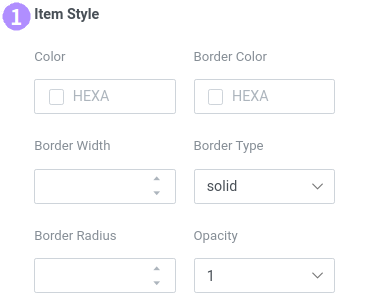 1 Item Style
Color Border Color
HEXA HEXA
Border Width Border Type
solid
Border Radius Opacity
1